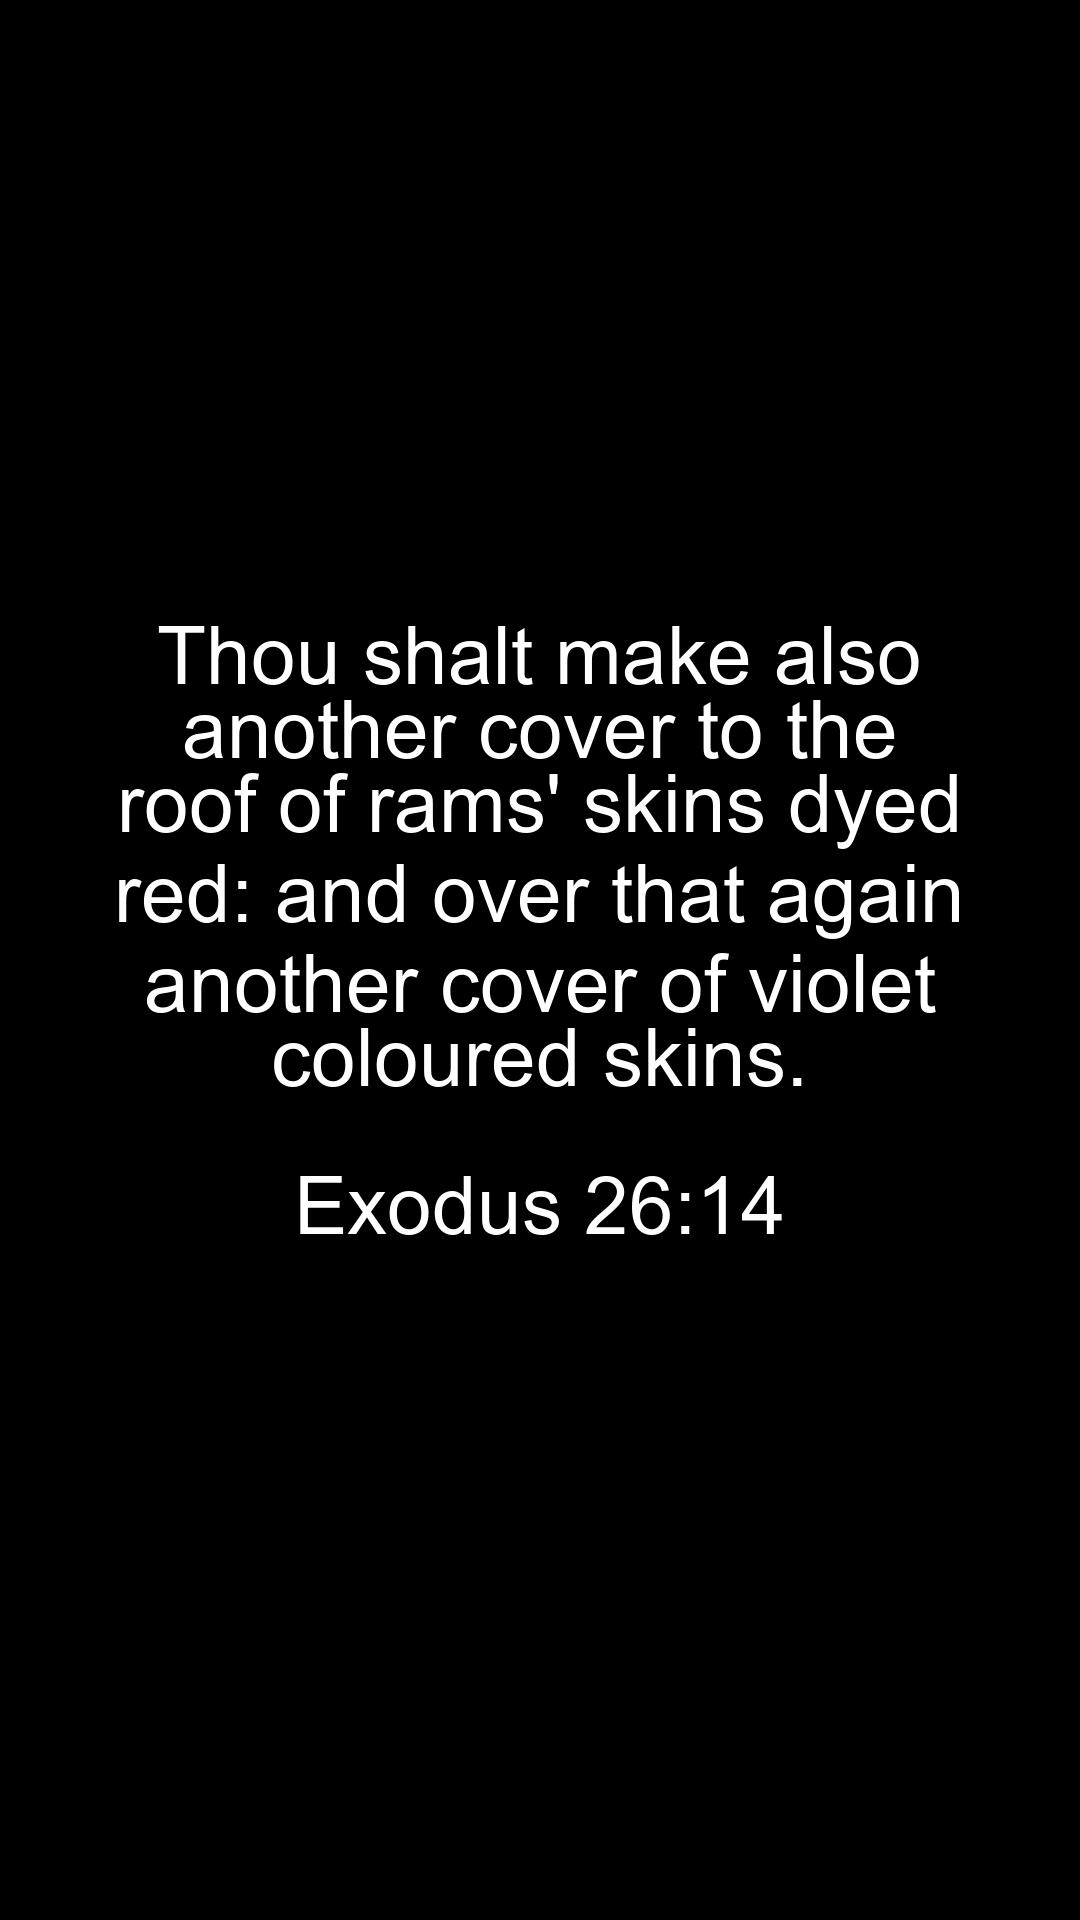 Thou shalt make also
another cover to the
roof of rams' skins dyed
red: and over that again
another cover of violet
coloured skins.
Exodus 26:14